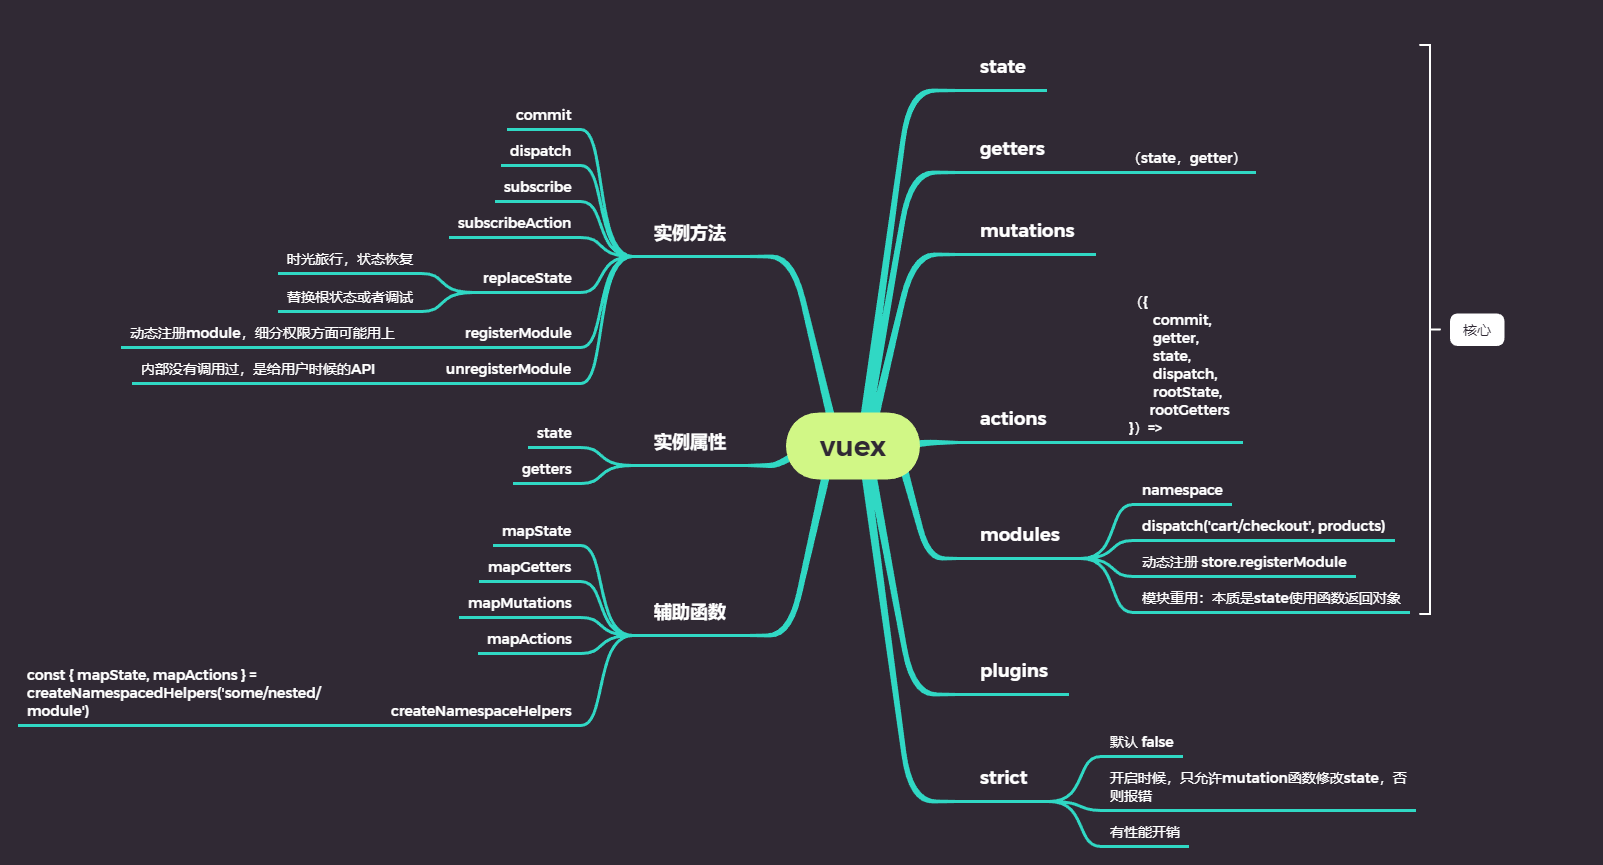 vuex
state
getters
(state，getter)
mutations
actions
({
commit,
getter,
state,
dispatch,
rootState,
rootGetters
}) =>
modules
namespace
dispatch('cart/checkout', products)
动态注册 store.registerModule
模块重用：本质是state使用函数返回对象
核心
plugins
strict
默认 false
开启时候，只允许mutation函数修改state，否
则报错
有性能开销
实例方法
commit
dispatch
subscribe
subscribeAction
replaceState
时光旅行，状态恢复
替换根状态或者调试
registerModule
动态注册module，细分权限方面可能用上
unregisterModule
内部没有调用过，是给用户时候的API
实例属性
state
getters
辅助函数
mapState
mapGetters
mapMutations
mapActions
createNamespaceHelpers
const { mapState, mapActions } =
createNamespacedHelpers('some/nested/
module')